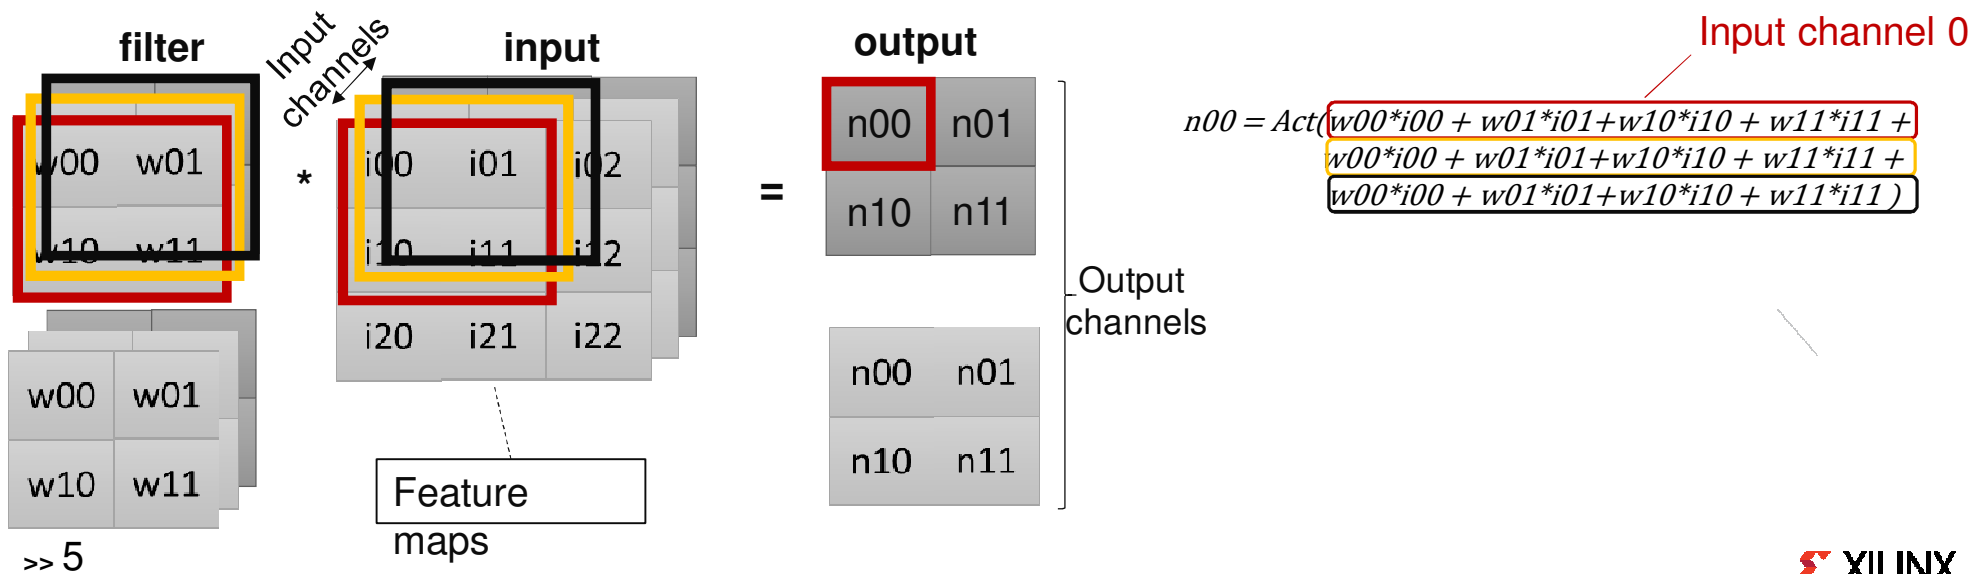 Input channel 0
filter
Input
channels
input
output
w00 w01
w10 w11
*
i00 i01 i02
i10 i11 i12
i20 i21 i22
=
n00 n01
n10 n11
n00 = Act(w00*i00 + w01*i01+w10*i10 + w11*i11 +
w00*i00 + w01*i01+w10*i10 + w11*i11 +
w00*i00 + w01*i01+w10*i10 + w11*i11 )
Output
channels
w00 w01
w10 w11
n00 n01
n10 n11
Feature
maps
>> 5
XILINX